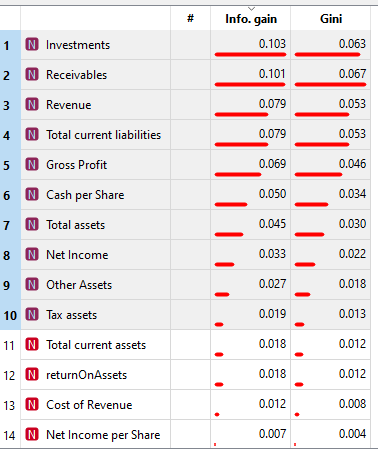 # Info. gain Gini
1 N Investments 0.103 0.063
2 N Receivables 0.101 0.067
3 N Revenue 0.079 0.053
4 N Total current liabilities 0.079 0.053
5 N Gross Profit 0.069 0.046
6 N Cash per Share 0.050 0.034
7 N Total assets 0.045 0.030
8 N Net Income 0.033 0.022
9 N Other Assets 0.027 0.018
10 N Tax assets 0.019 0.013
11 N Total current assets 0.018 0.012
12 N returnOnAssets 0.018 0.012
13 N Cost of Revenue 0.012 0.008
14 N Net Income per Share 0.007 0.004